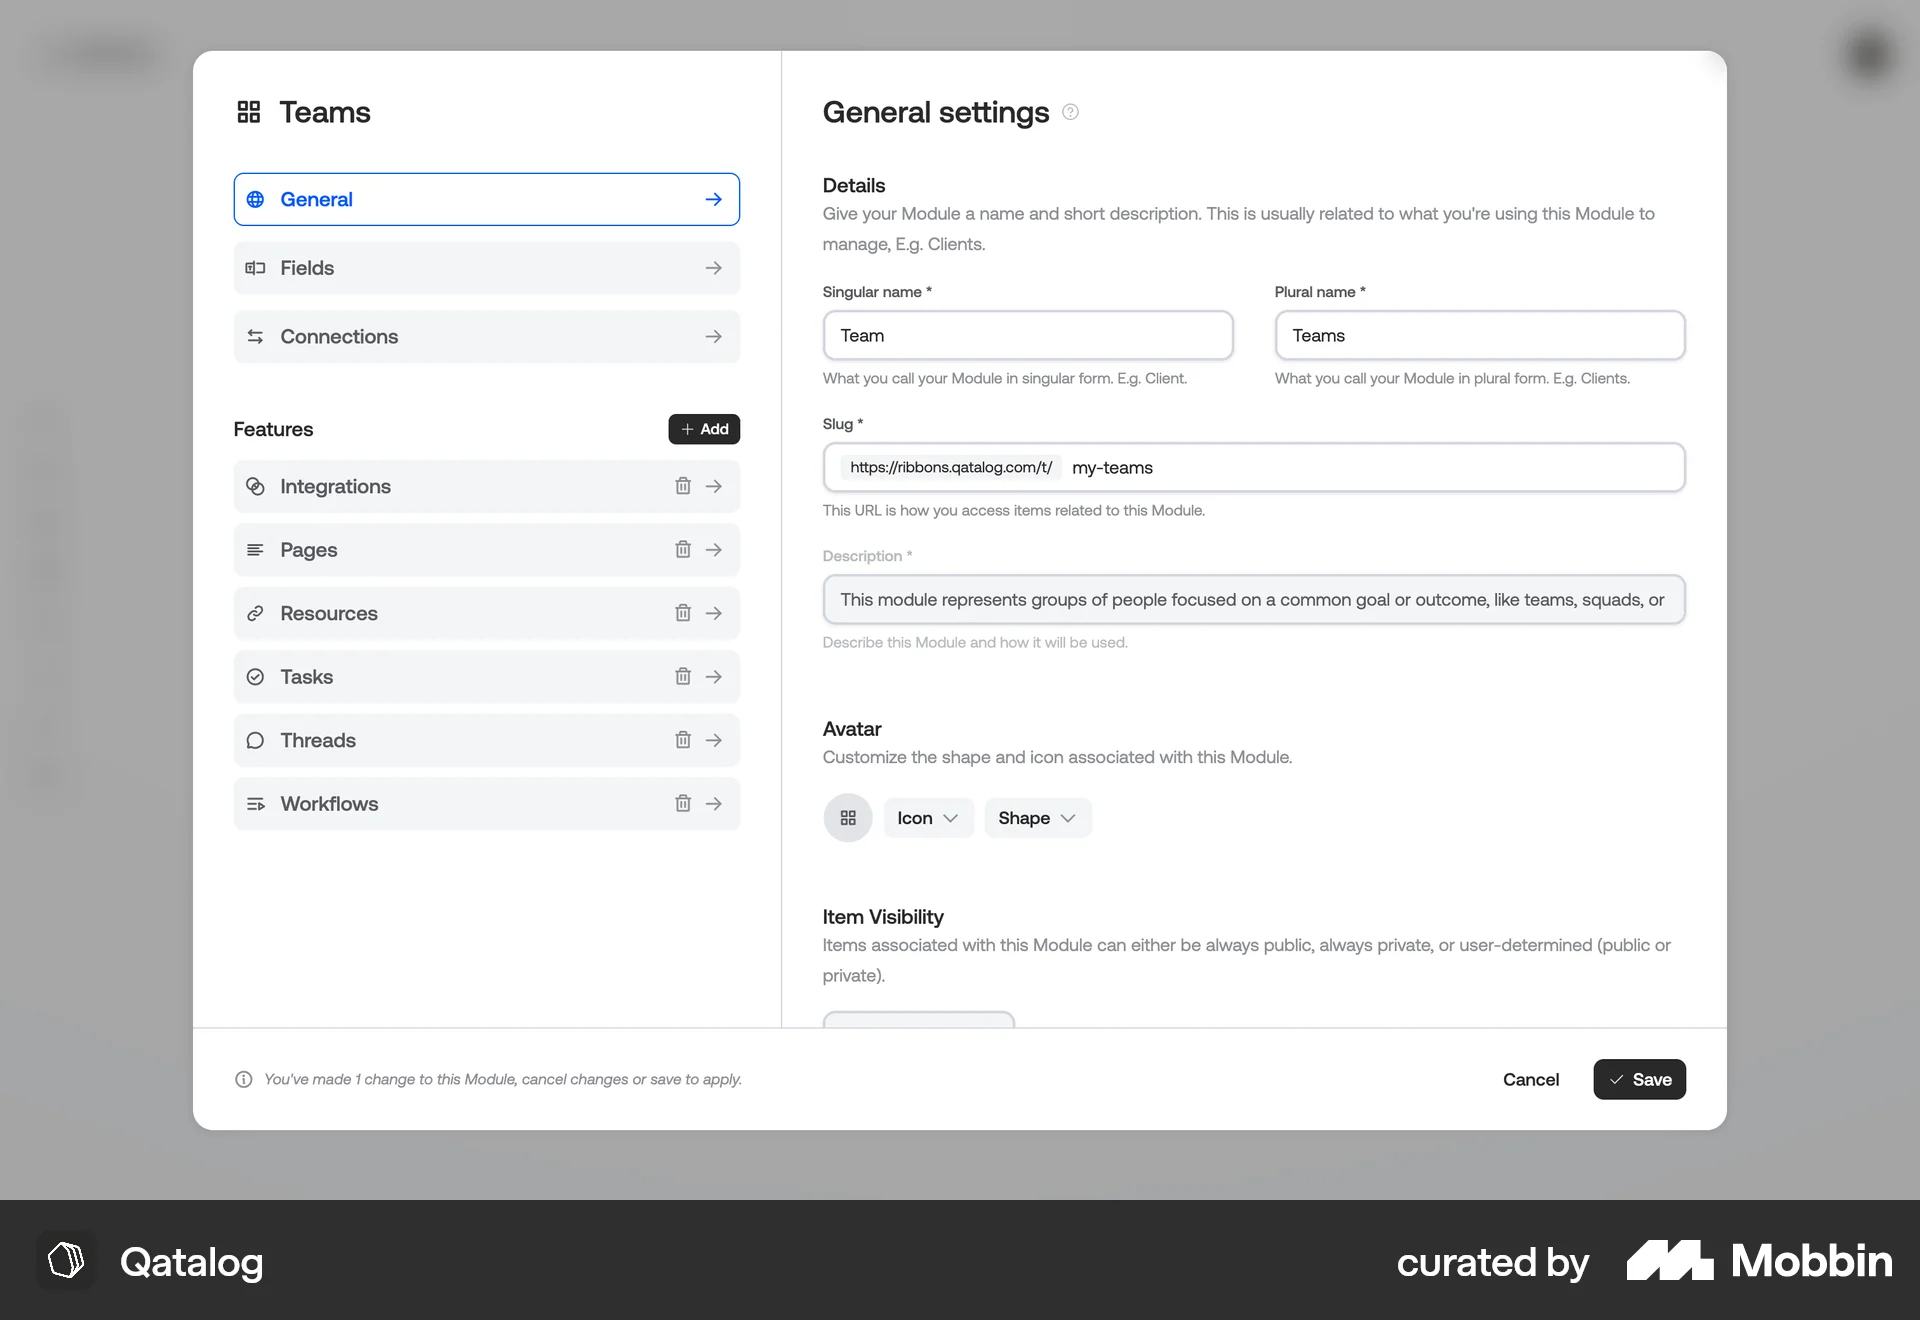 Teams
General
Fields
Connections
Features
+ Add
Integrations
Pages
Resources
Tasks
Threads
Workflows
General settings
Details
Give your Module a name and short description. This is usually related to what you're using this Module to
manage, E.g. Clients.
Singular name *
Plural name *
Team
Teams
What you call your Module in singular form. E.g. Client.
What you call your Module in plural form. E.g. Clients.
Slug *
https://ribbons.qatalog.com/t/ my-teams
This URL is how you access items related to this Module.
Description *
This module represents groups of people focused on a common goal or outcome, like teams, squads, or
Describe this Module and how it will be used.
Avatar
Customize the shape and icon associated with this Module.
Icon
Shape
Item Visibility
Items associated with this Module can either be always public, always private, or user-determined (public or
private).
You've made 1 change to this Module, cancel changes or save to apply.
Cancel
Save
Qatalog
curated by Mobbin